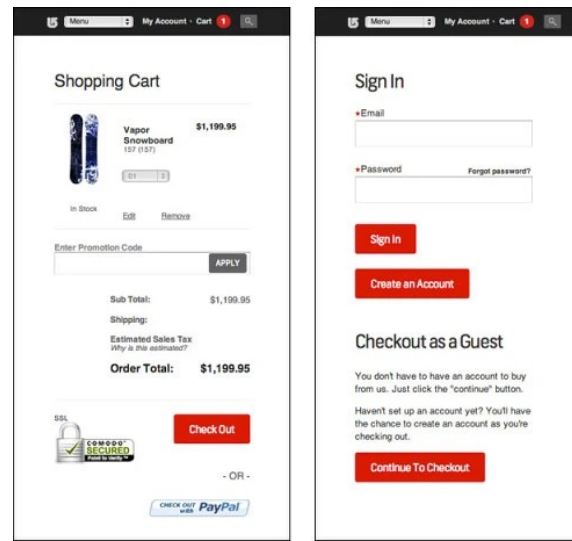 Menu My Account · Cart 1
Shopping Cart
Vapor Snowboard
$1,199.95
157 (157)
01
In Stock Edit Remove
Enter Promotion Code
APPLY
Sub Total: $1,199.95
Shipping:
Estimated Sales Tax
Why is this estimated?
Order Total: $1,199.95
SSL
COMODO
SECURED
Point to Verify ™
Check Out
- OR -
CHECK OUT with PayPal
Menu My Account · Cart 1
Sign In
*Email
*Password Forgot password?
Sign In
Create an Account
Checkout as a Guest
You don't have to have an account to buy
from us. Just click the "continue" button.
Haven't set up an account yet? You'll have
the chance to create an account as you're
checking out.
Continue To Checkout